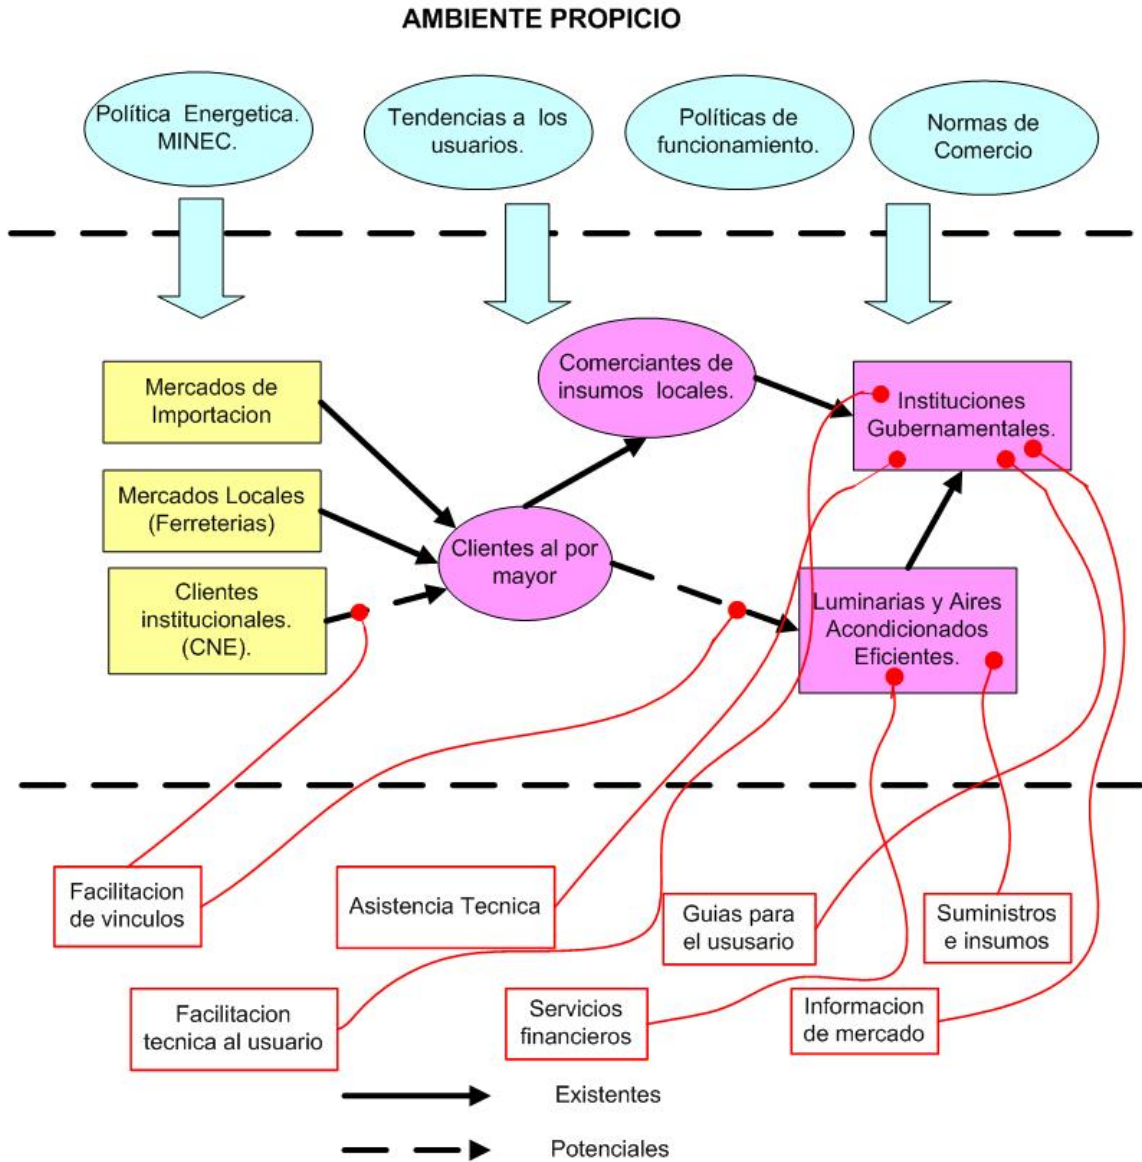 AMBIENTE PROPICIO
Política Energetica.
MINEC.
Tendencias a los
usuarios.
Políticas de
funcionamiento.
Normas de
Comercio
Mercados de
Importacion
Comerciantes de
insumos locales.
Instituciones
Gubernamentales.
Mercados Locales
(Ferreterias)
Clientes al por
mayor
Clientes
institucionales.
(CNE).
Luminarias y Aires
Acondicionados
Eficientes.
Facilitacion
de vinculos
Asistencia Tecnica
Guias para
el ususario
Suministros
e insumos
Facilitacion
tecnica al usuario
Servicios
financieros
Informacion
de mercado
Existentes
Potenciales